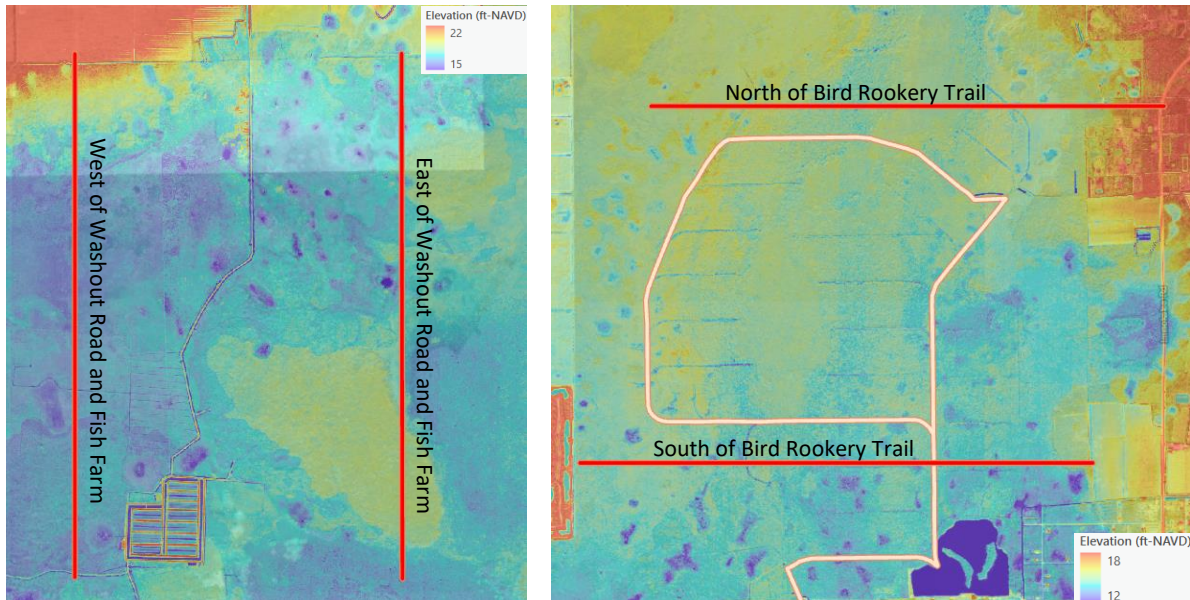 Elevation (ft-NAVD)
22
15
West of Washout Road and Fish Farm
East of Washout Road and Fish Farm
North of Bird Rookery Trail
South of Bird Rookery Trail
Elevation (ft-NAVD)
18
12